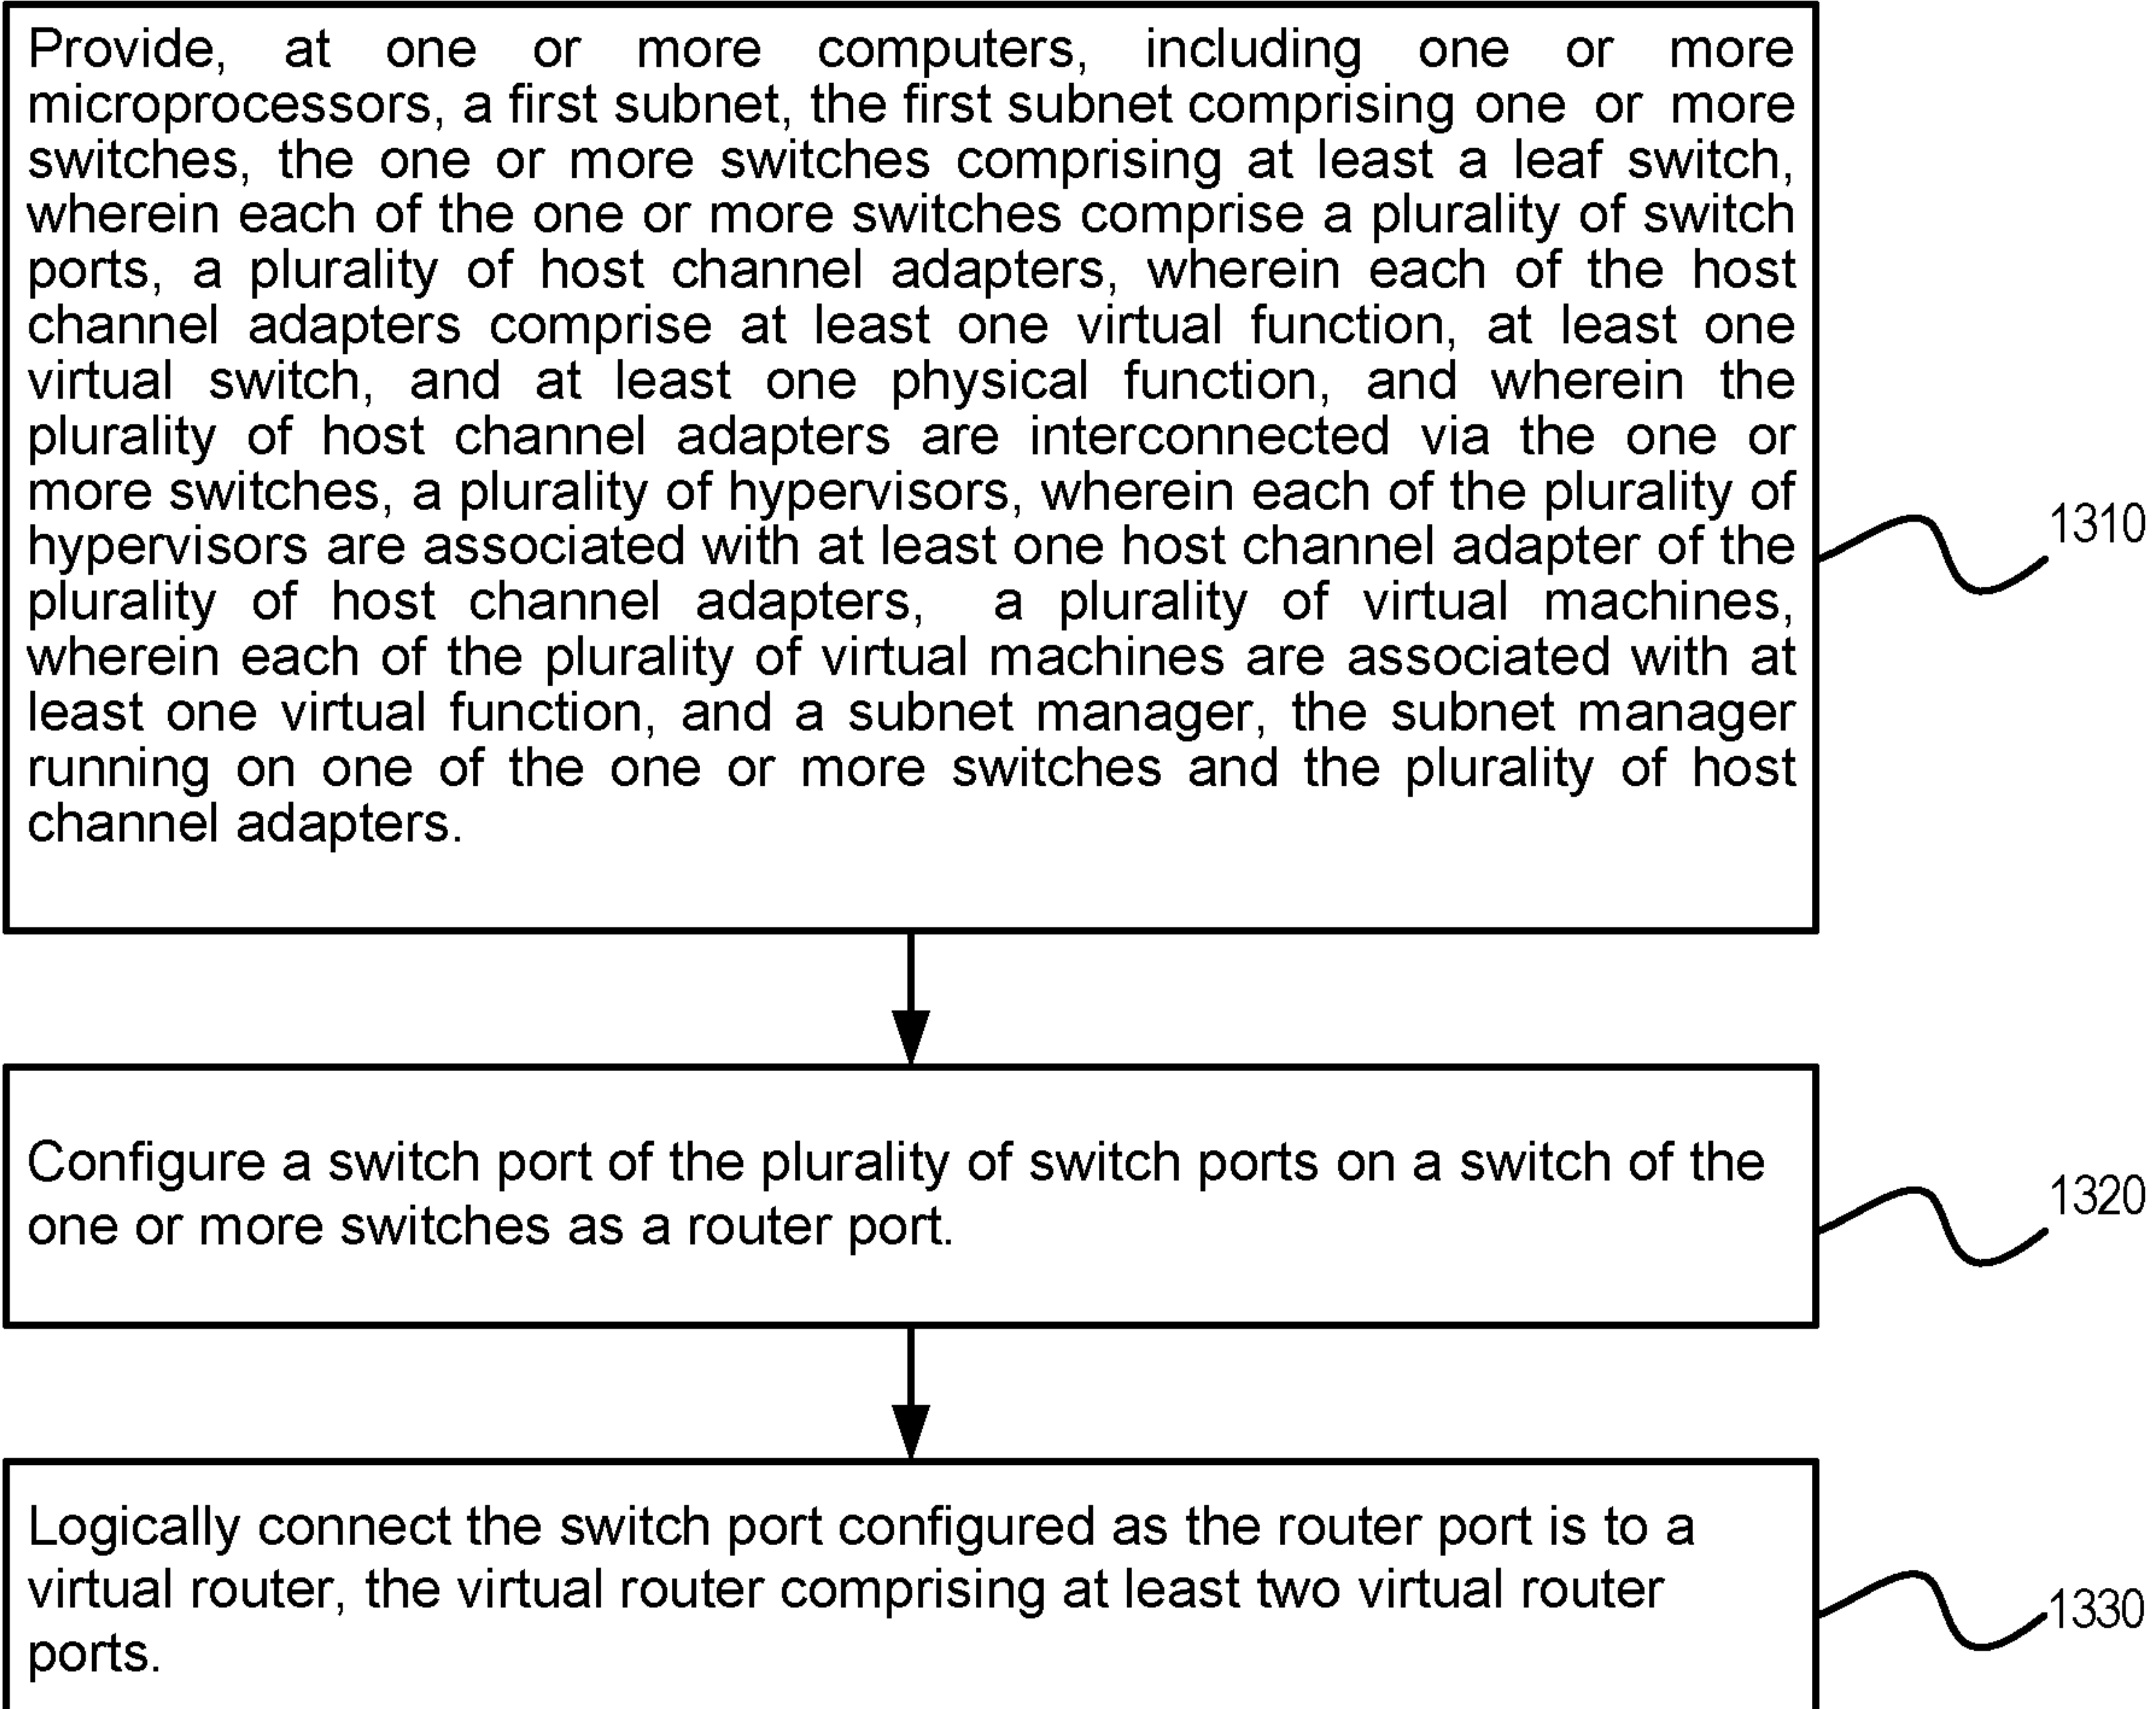 Provide, at one or more computers, including one or more
microprocessors, a first subnet, the first subnet comprising one or more
switches, the one or more switches comprising at least a leaf switch,
wherein each of the one or more switches comprise a plurality of switch
ports, a plurality of host channel adapters, wherein each of the host
channel adapters comprise at least one virtual function, at least one
virtual switch, and at least one physical function, and wherein the
plurality of host channel adapters are interconnected via the one or
more switches, a plurality of hypervisors, wherein each of the plurality of
hypervisors are associated with at least one host channel adapter of the
plurality of host channel adapters, a plurality of virtual machines,
wherein each of the plurality of virtual machines are associated with at
least one virtual function, and a subnet manager, the subnet manager
running on one of the one or more switches and the plurality of host
channel adapters.
1310
Configure a switch port of the plurality of switch ports on a switch of the
one or more switches as a router port.
1320
Logically connect the switch port configured as the router port is to a
virtual router, the virtual router comprising at least two virtual router
ports.
1330